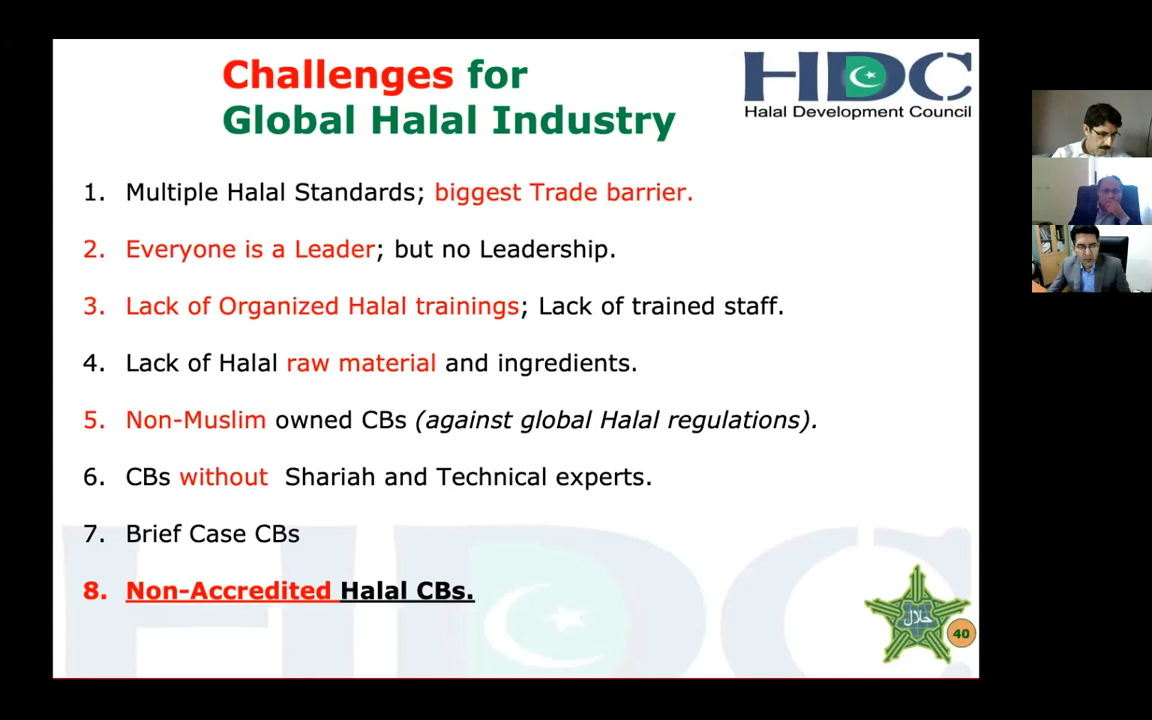 Challenges for
Global Halal Industry
HDC
Halal Development Council
1. Multiple Halal Standards; biggest Trade barrier.
2. Everyone is a Leader; but no Leadership.
3. Lack of Organized Halal trainings; Lack of trained staff.
4. Lack of Halal raw material and ingredients.
5. Non-Muslim owned CBs (against global Halal regulations).
6. CBs without  Shariah and Technical experts.
7. Brief Case CBs
8. Non-Accredited Halal CBs.
HDC
حلال
40